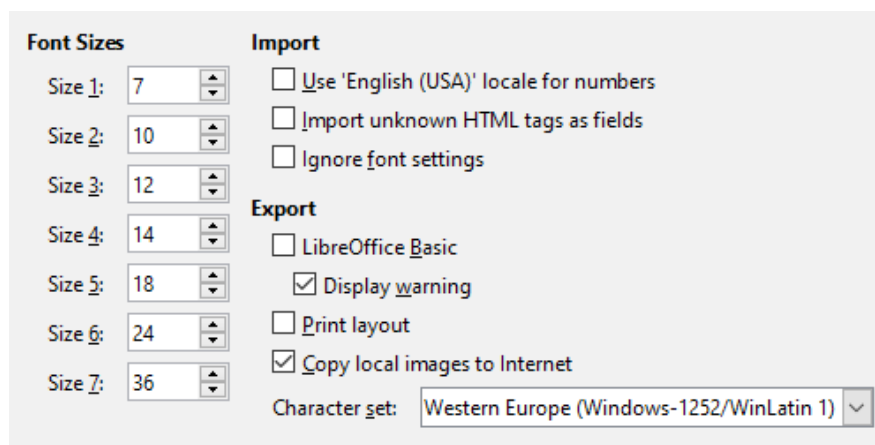 Font Sizes
Size 1: 7
Size 2: 10
Size 3: 12
Size 4: 14
Size 5: 18
Size 6: 24
Size 7: 36
Import
Use 'English (USA)' locale for numbers
Import unknown HTML tags as fields
Ignore font settings
Export
LibreOffice Basic
Display warning
Print layout
Copy local images to Internet
Character set: Western Europe (Windows-1252/WinLatin 1)